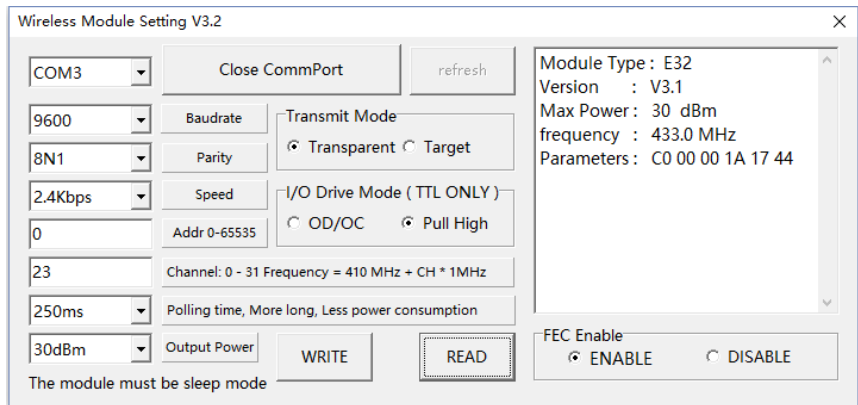 Wireless Module Setting V3.2
COM3
Close CommPort
refresh
9600
Baudrate
8N1
Parity
2.4Kbps
Speed
0
Addr 0-65535
Transmit Mode
Transparent
Target
I/O Drive Mode ( TTL ONLY )
OD/OC
Pull High
23
Channel: 0 - 31 Frequency = 410 MHz + CH * 1MHz
250ms
Polling time, More long, Less power consumption
30dBm
Output Power
WRITE
READ
The module must be sleep mode
Module Type : E32
Version : V3.1
Max Power : 30 dBm
frequency : 433.0 MHz
Parameters : C0 00 00 1A 17 44
FEC Enable
ENABLE
DISABLE